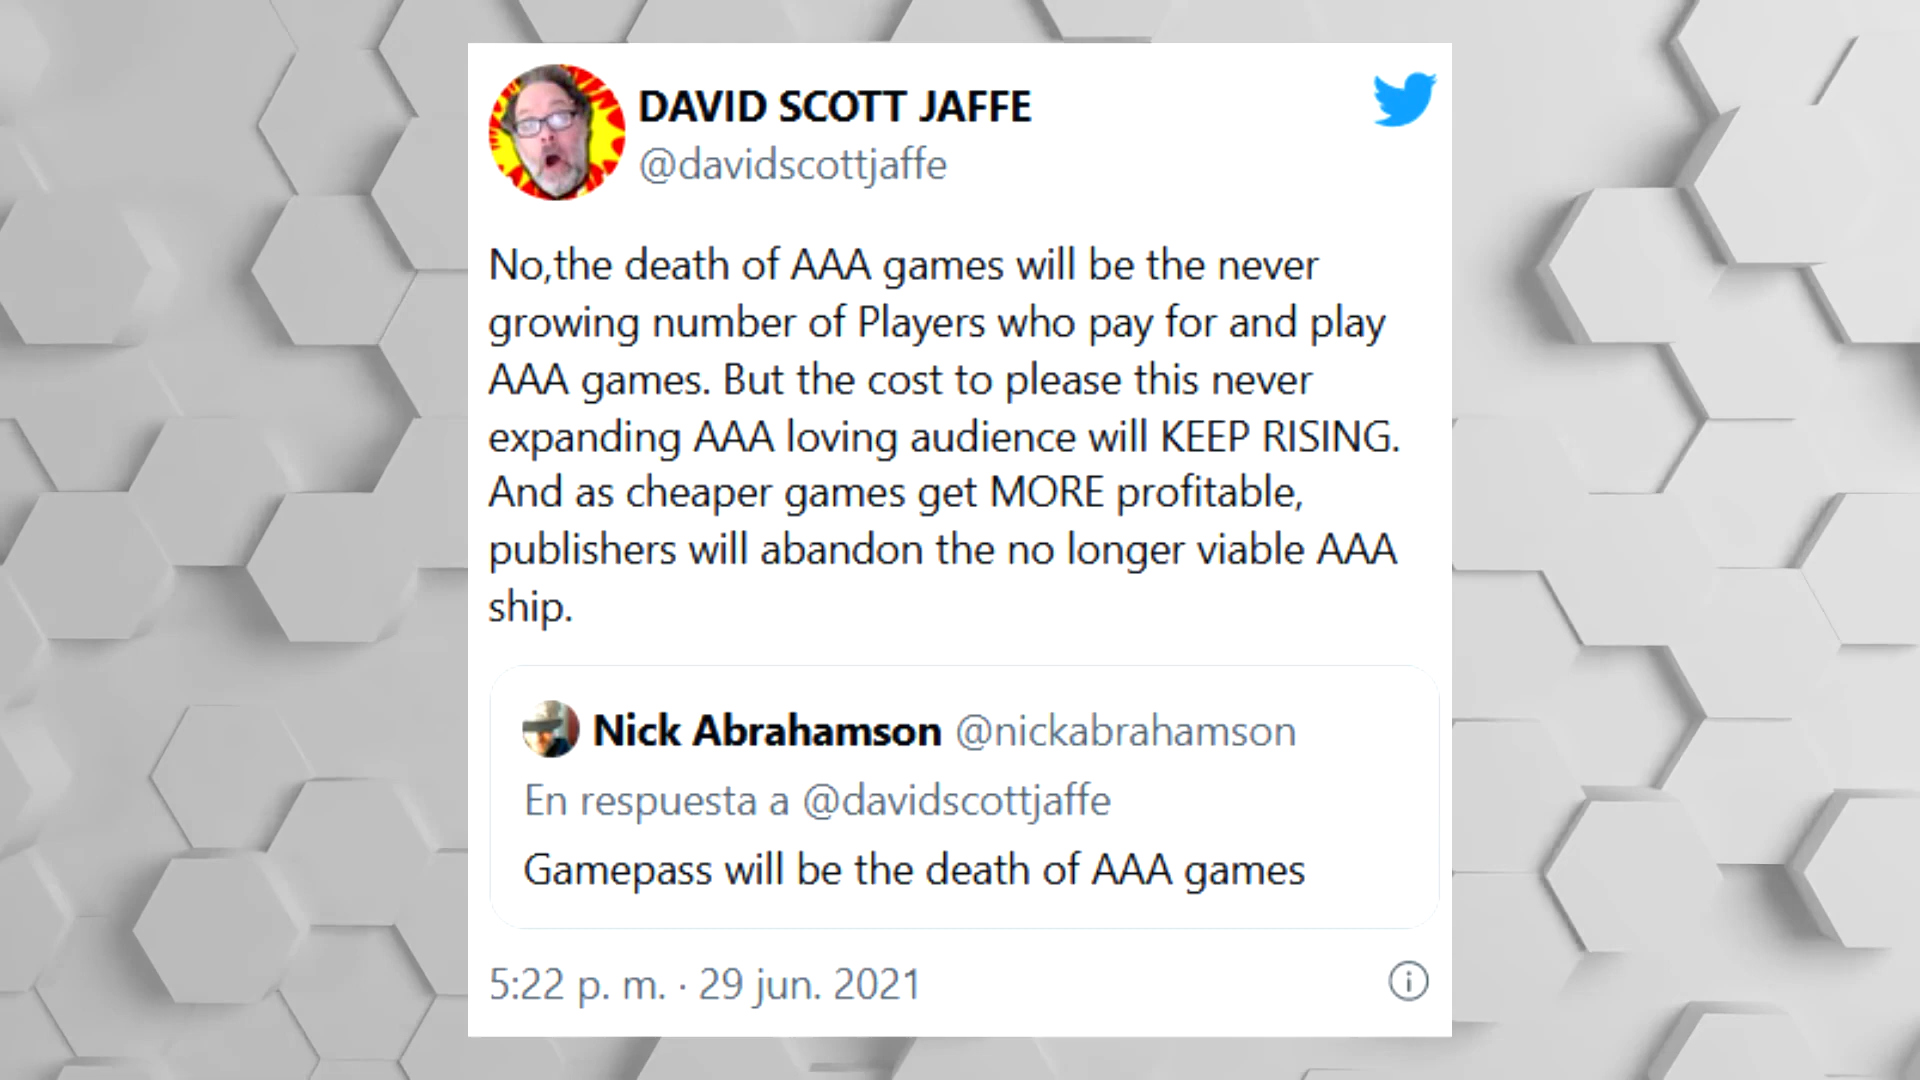 DAVID SCOTT JAFFE
@davidscottjaffe
No,the death of AAA games will be the never
growing number of Players who pay for and play
AAA games. But the cost to please this never
expanding AAA loving audience will KEEP RISING.
And as cheaper games get MORE profitable,
publishers will abandon the no longer viable AAA
ship.
Nick Abrahamson @nickabrahamson
En respuesta a @davidscottjaffe
Gamepass will be the death of AAA games
5:22 p. m. · 29 jun. 2021